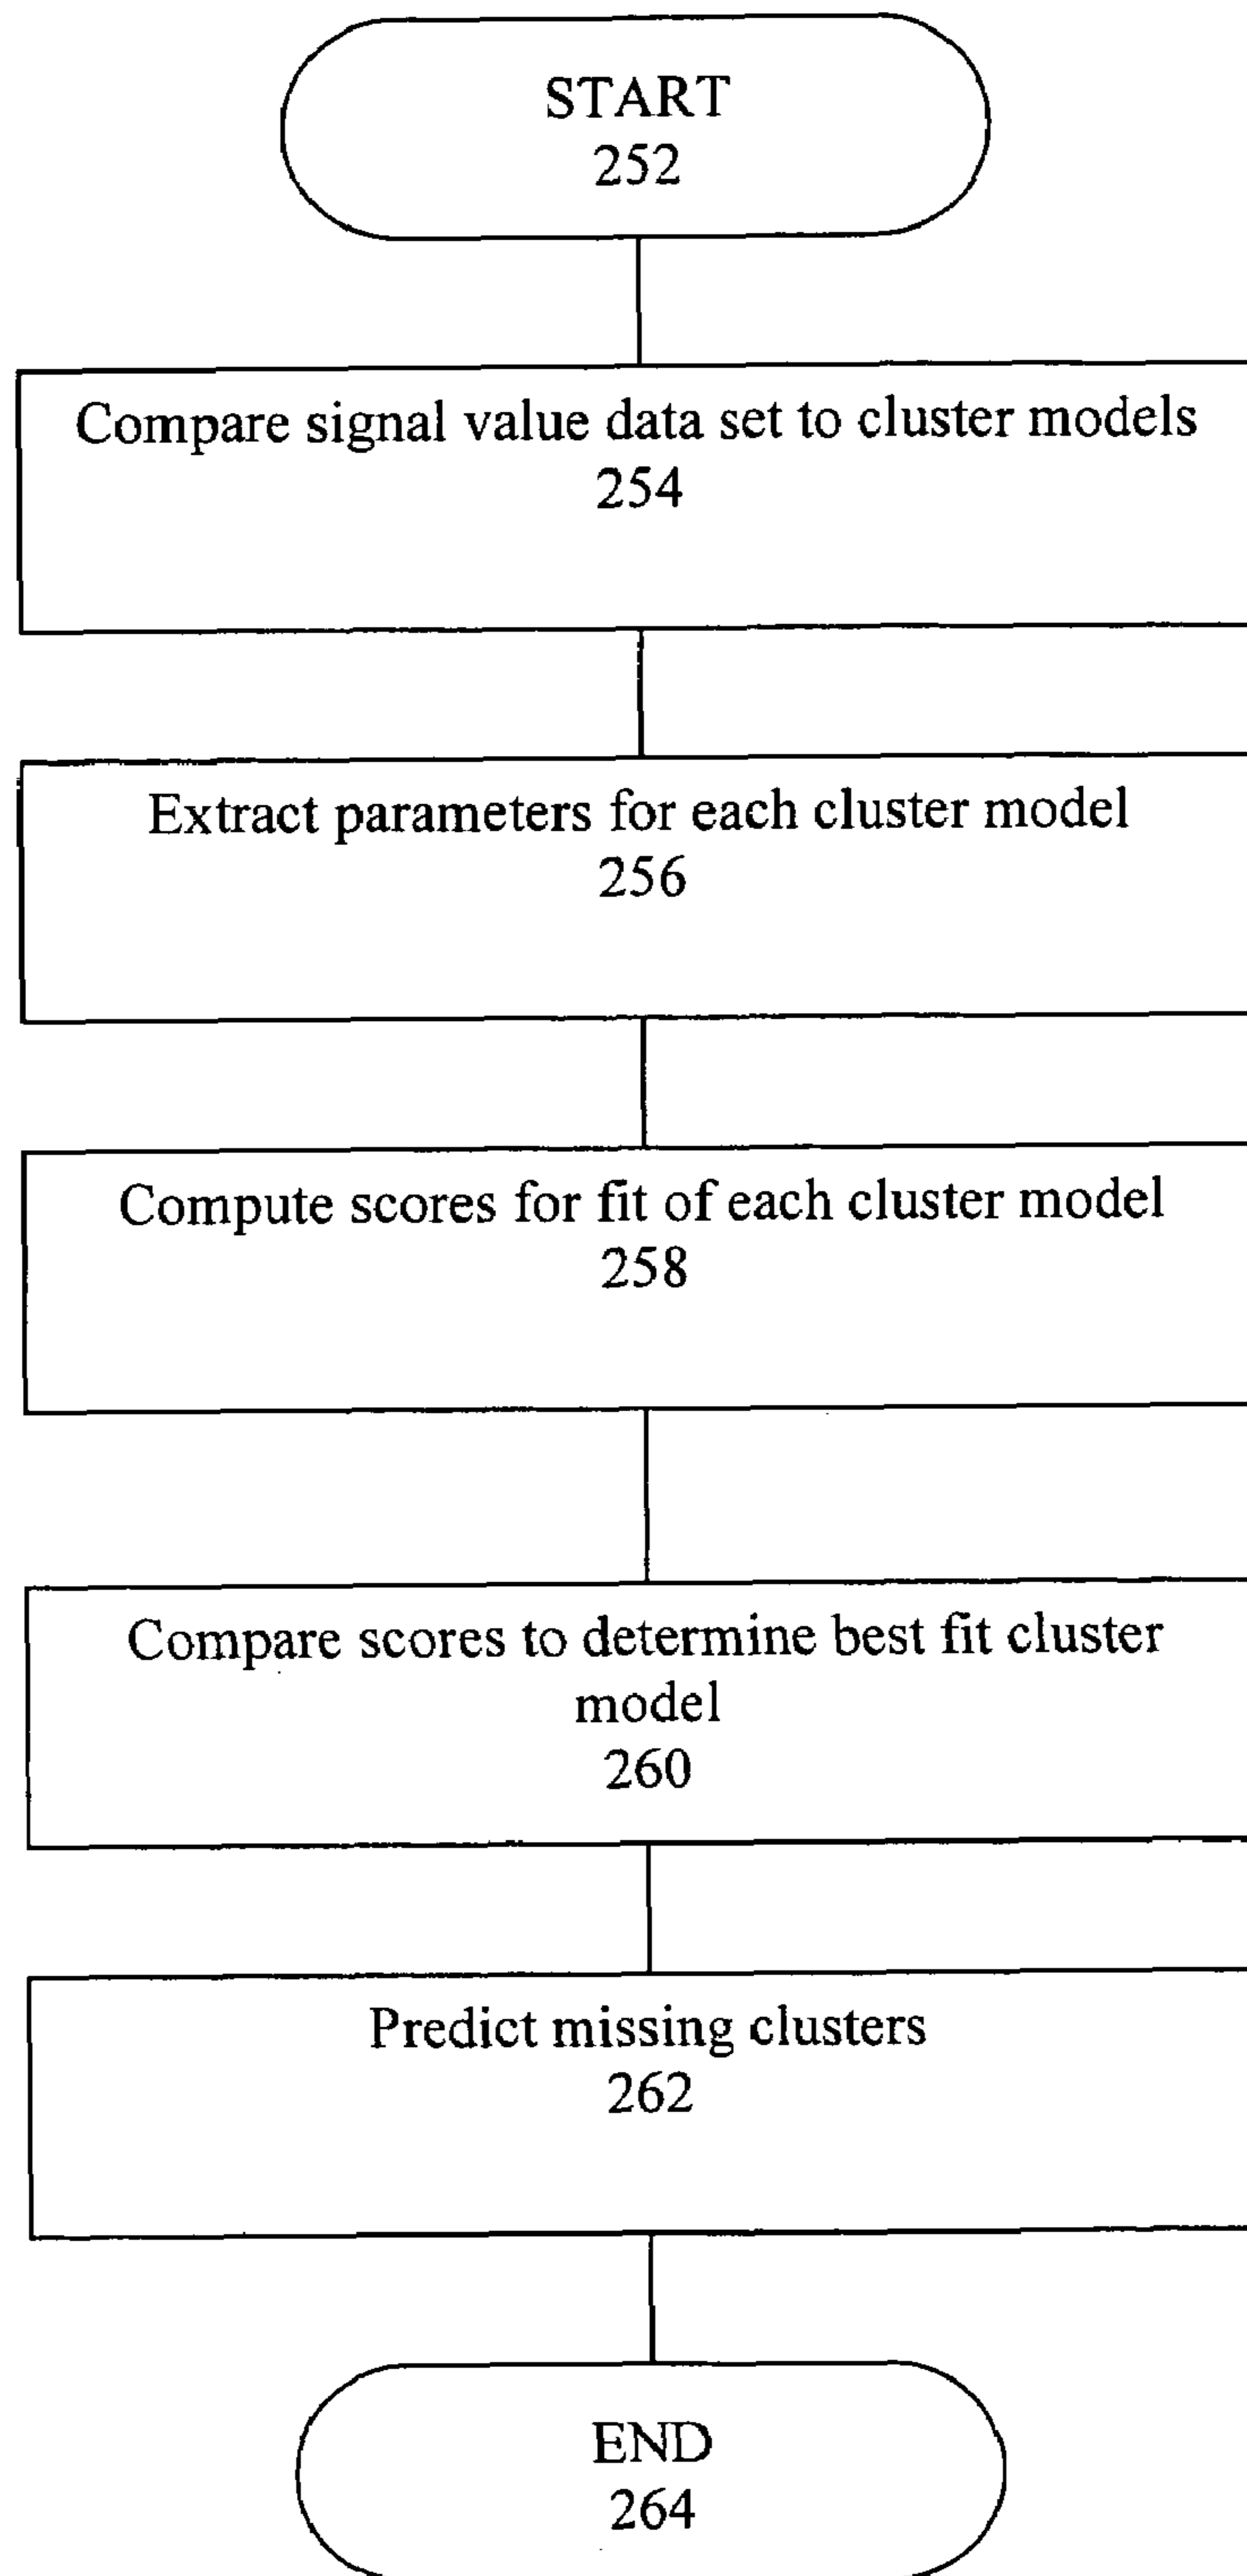 START
252
Compare signal value data set to cluster models
254
Extract parameters for each cluster model
256
Compute scores for fit of each cluster model
258
Compare scores to determine best fit cluster
model
260
Predict missing clusters
262
END
264